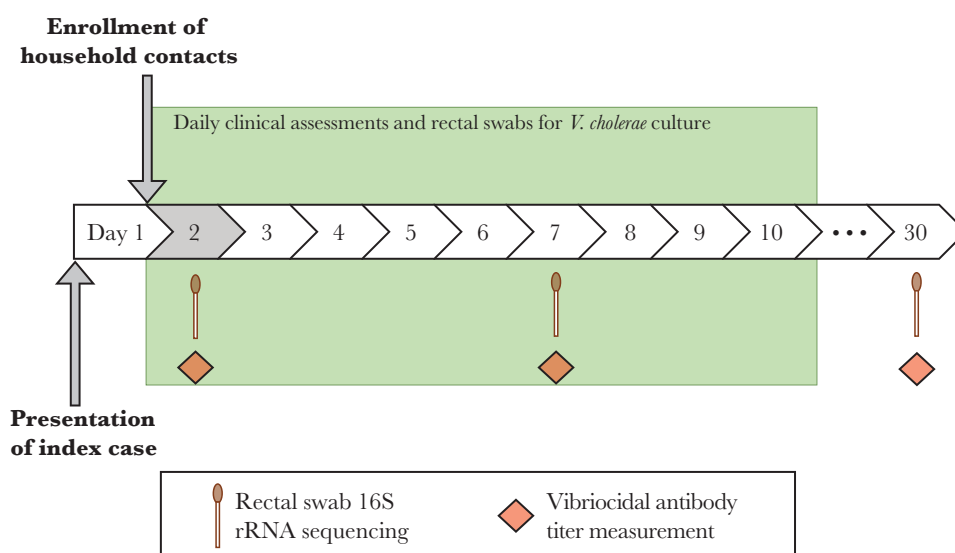 Enrollment of
household contacts
Daily clinical assessments and rectal swabs for V. cholerae culture
Day 1 2 3 4 5 6 7 8 9 10 ••• 30
Presentation
of index case
Rectal swab 16S
rRNA sequencing
Vibriocidal antibody
titer measurement